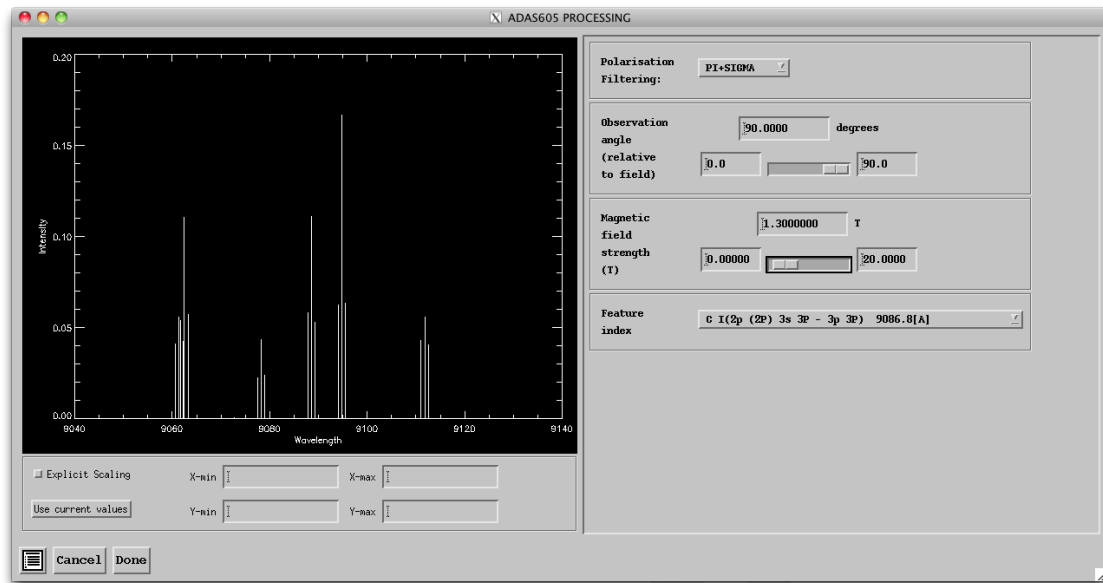 ADAS605 PROCESSING
0.20
0.15
0.10
0.05
0.00
Intensity
9040 9060 9080 9100 9120 9140
Wavelength
Explicit Scaling
X-min
X-max
Use current values
Y-min
Y-max
Cancel
Done
Polarisation
Filtering:
PI+SIGMA
Observation
angle
(relative
to field)
90.0000 degrees
0.0
90.0
Magnetic
field
strength
(T)
1.3000000 T
0.00000
20.0000
Feature
index
C I(2p (2P) 3s 3P - 3p 3P) 9086.8[A]